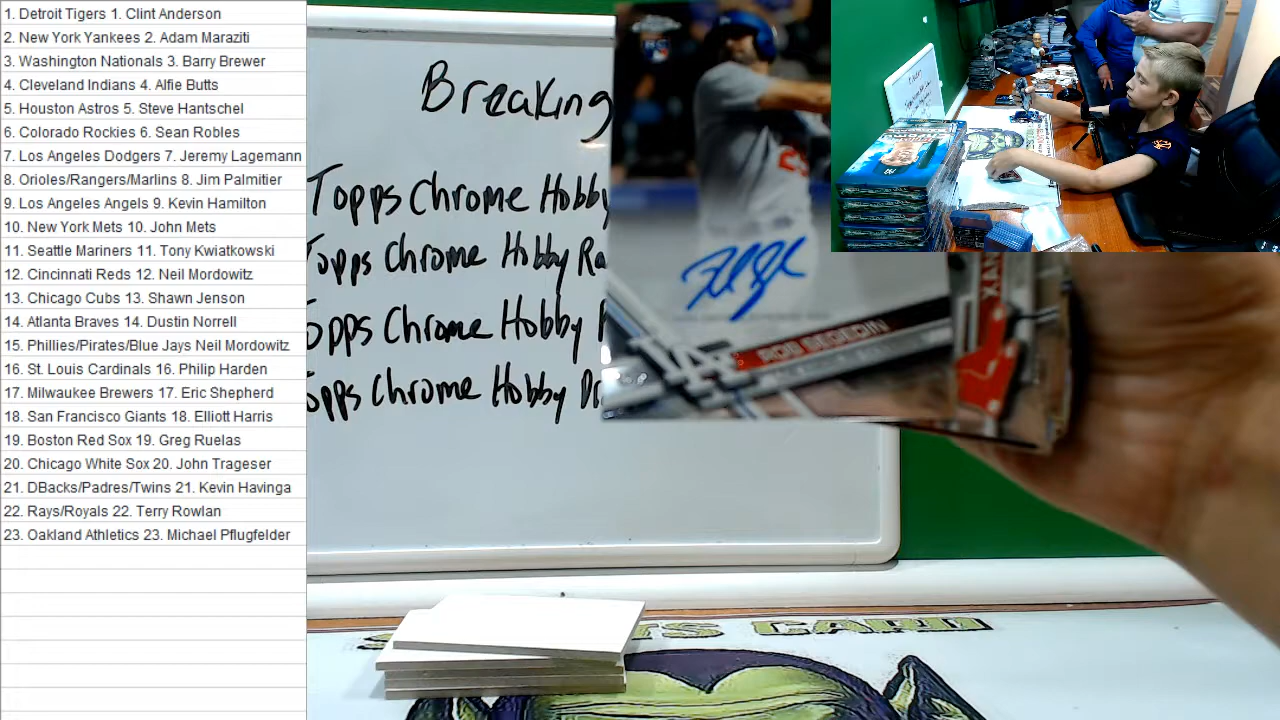 1. Detroit Tigers 1. Clint Anderson
2. New York Yankees 2. Adam Maraziti
3. Washington Nationals 3. Barry Brewer
4. Cleveland Indians 4. Alfie Butts
5. Houston Astros 5. Steve Hantschel
6. Colorado Rockies 6. Sean Robles
7. Los Angeles Dodgers 7. Jeremy Lagemann
8. Orioles/Rangers/Marlins 8. Jim Palmitier
9. Los Angeles Angels 9. Kevin Hamilton
10. New York Mets 10. John Mets
11. Seattle Mariners 11. Tony Kwiatkowski
12. Cincinnati Reds 12. Neil Mordowitz
13. Chicago Cubs 13. Shawn Jenson
14. Atlanta Braves 14. Dustin Norrell
15. Phillies/Pirates/Blue Jays Neil Mordowitz
16. St. Louis Cardinals 16. Philip Harden
17. Milwaukee Brewers 17. Eric Shepherd
18. San Francisco Giants 18. Elliott Harris
19. Boston Red Sox 19. Greg Ruelas
20. Chicago White Sox 20. John Trageser
21. DBacks/Padres/Twins 21. Kevin Havinga
22. Rays/Royals 22. Terry Rowlan
23. Oakland Athletics 23. Michael Pflugfelder
Breaking
Topps Chrome Hobby
Topps Chrome Hobby
Topps Chrome Hobby
Topps Chrome Hobby
ROB SEGEDIN
XAN
CARD